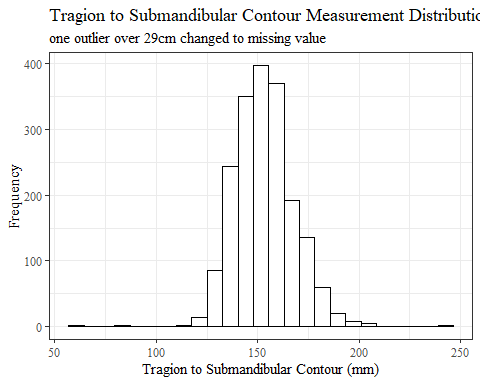 Tragion to Submandibular Contour Measurement Distributio
one outlier over 29cm changed to missing value
400
300
200
100
0
Frequency
50 100 150 200 250
Tragion to Submandibular Contour (mm)